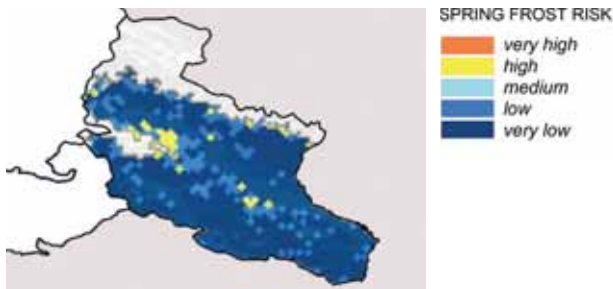 SPRING FROST RISK
very high
high
medium
low
very low